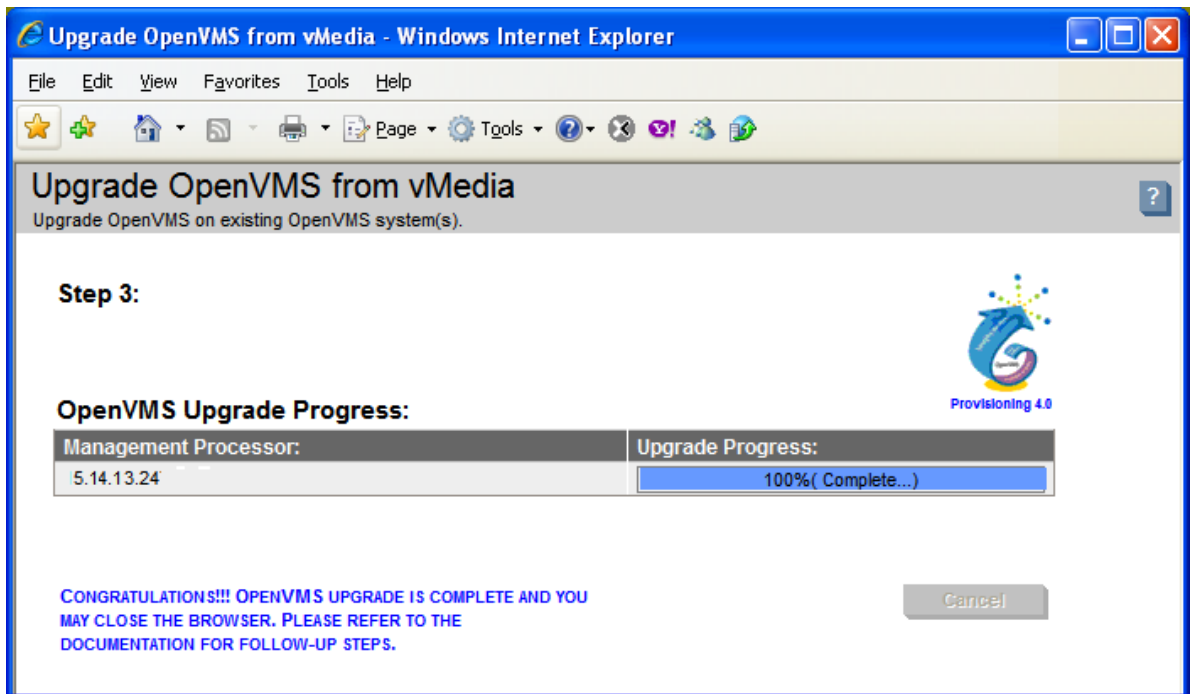 Upgrade OpenVMS from vMedia - Windows Internet Explorer
File Edit View Favorites Tools Help
Page Tools
Upgrade OpenVMS from vMedia
?
Upgrade OpenVMS on existing OpenVMS system(s).
Step 3:
Provisioning 4.0
OpenVMS Upgrade Progress:
Management Processor: Upgrade Progress:
5.14.13.24 100%( Complete...)
CONGRATULATIONS!!! OPENVMS UPGRADE IS COMPLETE AND YOU
MAY CLOSE THE BROWSER. PLEASE REFER TO THE
DOCUMENTATION FOR FOLLOW-UP STEPS.
Cancel